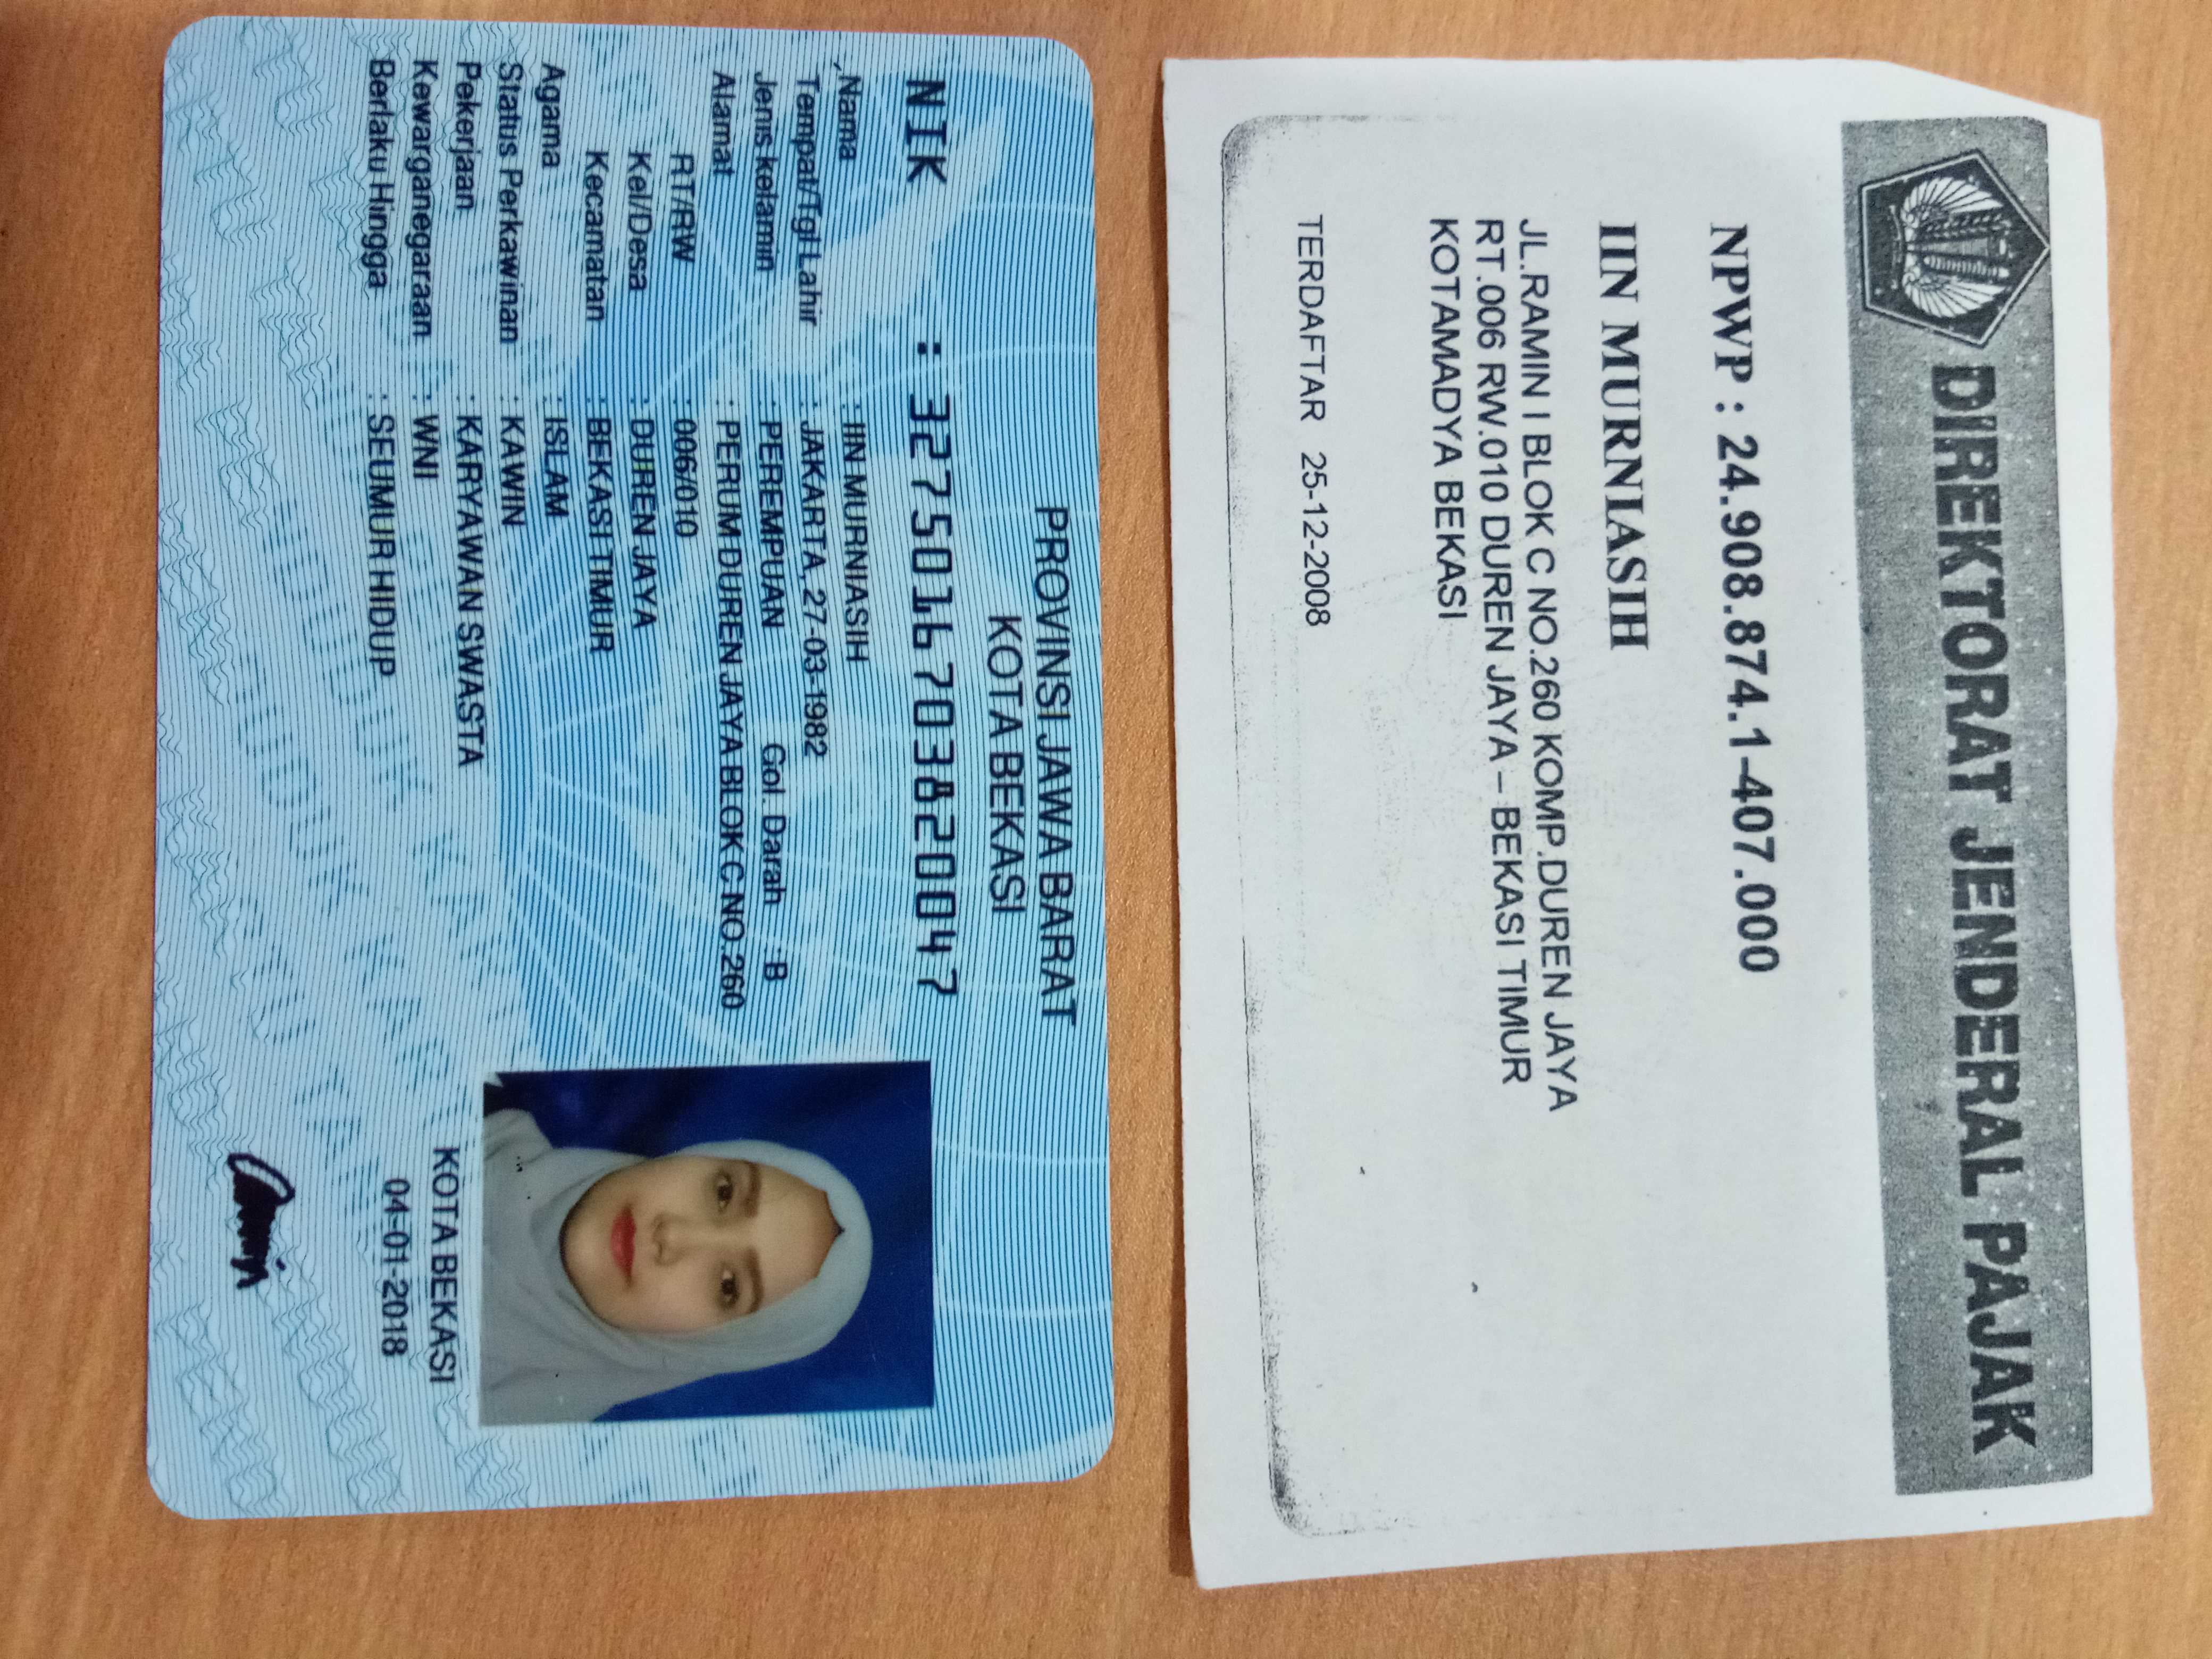 DIREKTORAT JENDERAL PAJAK
NPWP : 24.908.874.1-407.000
IIN MURNIASIH
JL.RAMIN I BLOK C NO.260 KOMP.DUREN JAYA
RT.006 RW.010 DUREN JAYA – BEKASI TIMUR
KOTAMADYA BEKASI
TERDAFTAR 25-12-2008
PROVINSI JAWA BARAT
KOTA BEKASI
NIK : 3275016703820047
Nama : IIN MURNIASIH
Tempat/Tgl Lahir : JAKARTA, 27-03-1982
Jenis kelamin : PEREMPUAN Gol. Darah : B
Alamat : PERUM DUREN JAYA BLOK C NO.260
RT/RW : 006/010
Kel/Desa : DUREN JAYA
Kecamatan : BEKASI TIMUR
Agama : ISLAM
Status Perkawinan : KAWIN
Pekerjaan : KARYAWAN SWASTA
Kewarganegaraan : WNI
Berlaku Hingga : SEUMUR HIDUP
KOTA BEKASI
04-01-2018